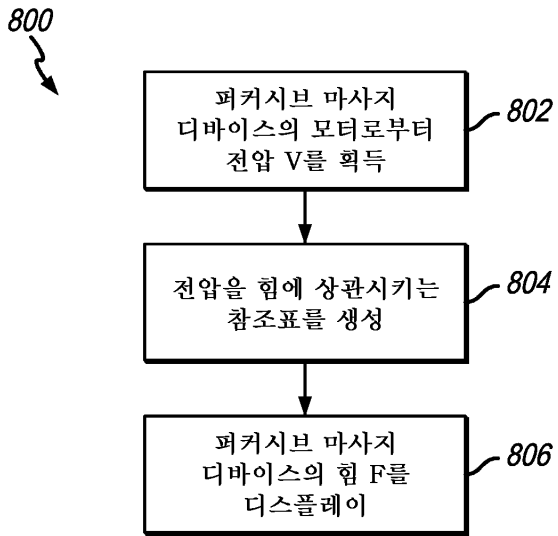 800
퍼커시브 마사지
디바이스의 모터로부터
전압 V를 획득
802
전압을 힘에 상관시키는
참조표를 생성
804
퍼커시브 마사지
디바이스의 힘 F를
디스플레이
806